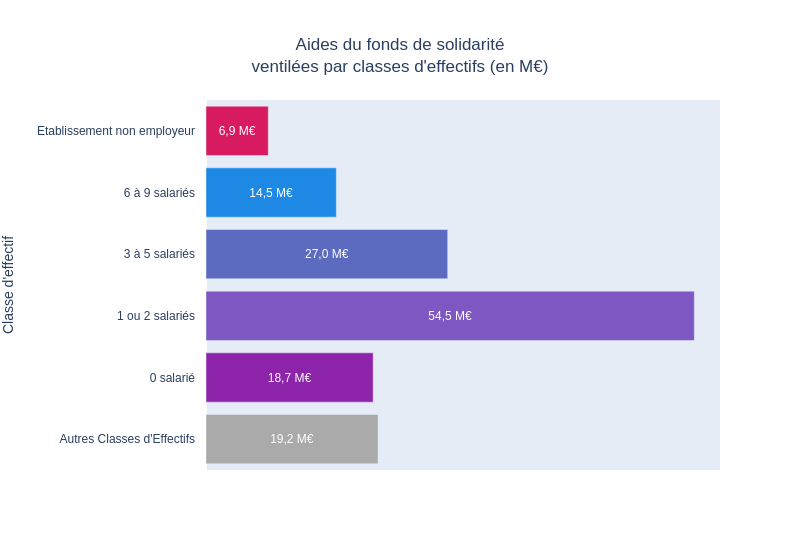 Aides du fonds de solidarité
ventilées par classes d'effectifs (en M€)
Classe d'effectif
Etablissement non employeur
6,9 M€
6 à 9 salariés
14,5 M€
3 à 5 salariés
27,0 M€
1 ou 2 salariés
54,5 M€
0 salarié
18,7 M€
Autres Classes d'Effectifs
19,2 M€